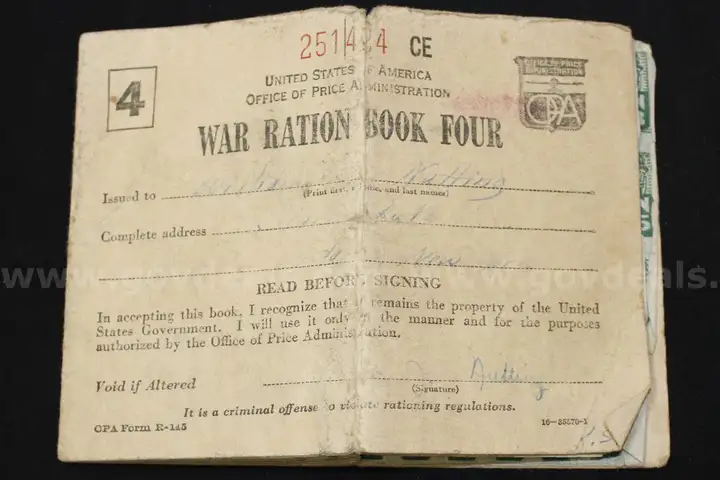 251424 CE
4
UNITED STATES OF AMERICA
OFFICE OF PRICE ADMINISTRATION
OFFICE OF PRICE
ADMINISTRATION
OPA
WAR RATION BOOK FOUR
Issued to
(Print first, middle, and last names)
Complete address
READ BEFORE SIGNING
In accepting this book, I recognize that it remains the property of the United
States Government. I will use it only in the manner and for the purposes
authorized by the Office of Price Administration.
Void if Altered
(Signature)
It is a criminal offense to violate rationing regulations.
OPA Form R-145
16—35570-1
www.govdeals.com